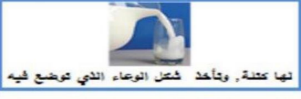 لها كتلة, وتأخذ شكل الوعاء الذي توضع فيه